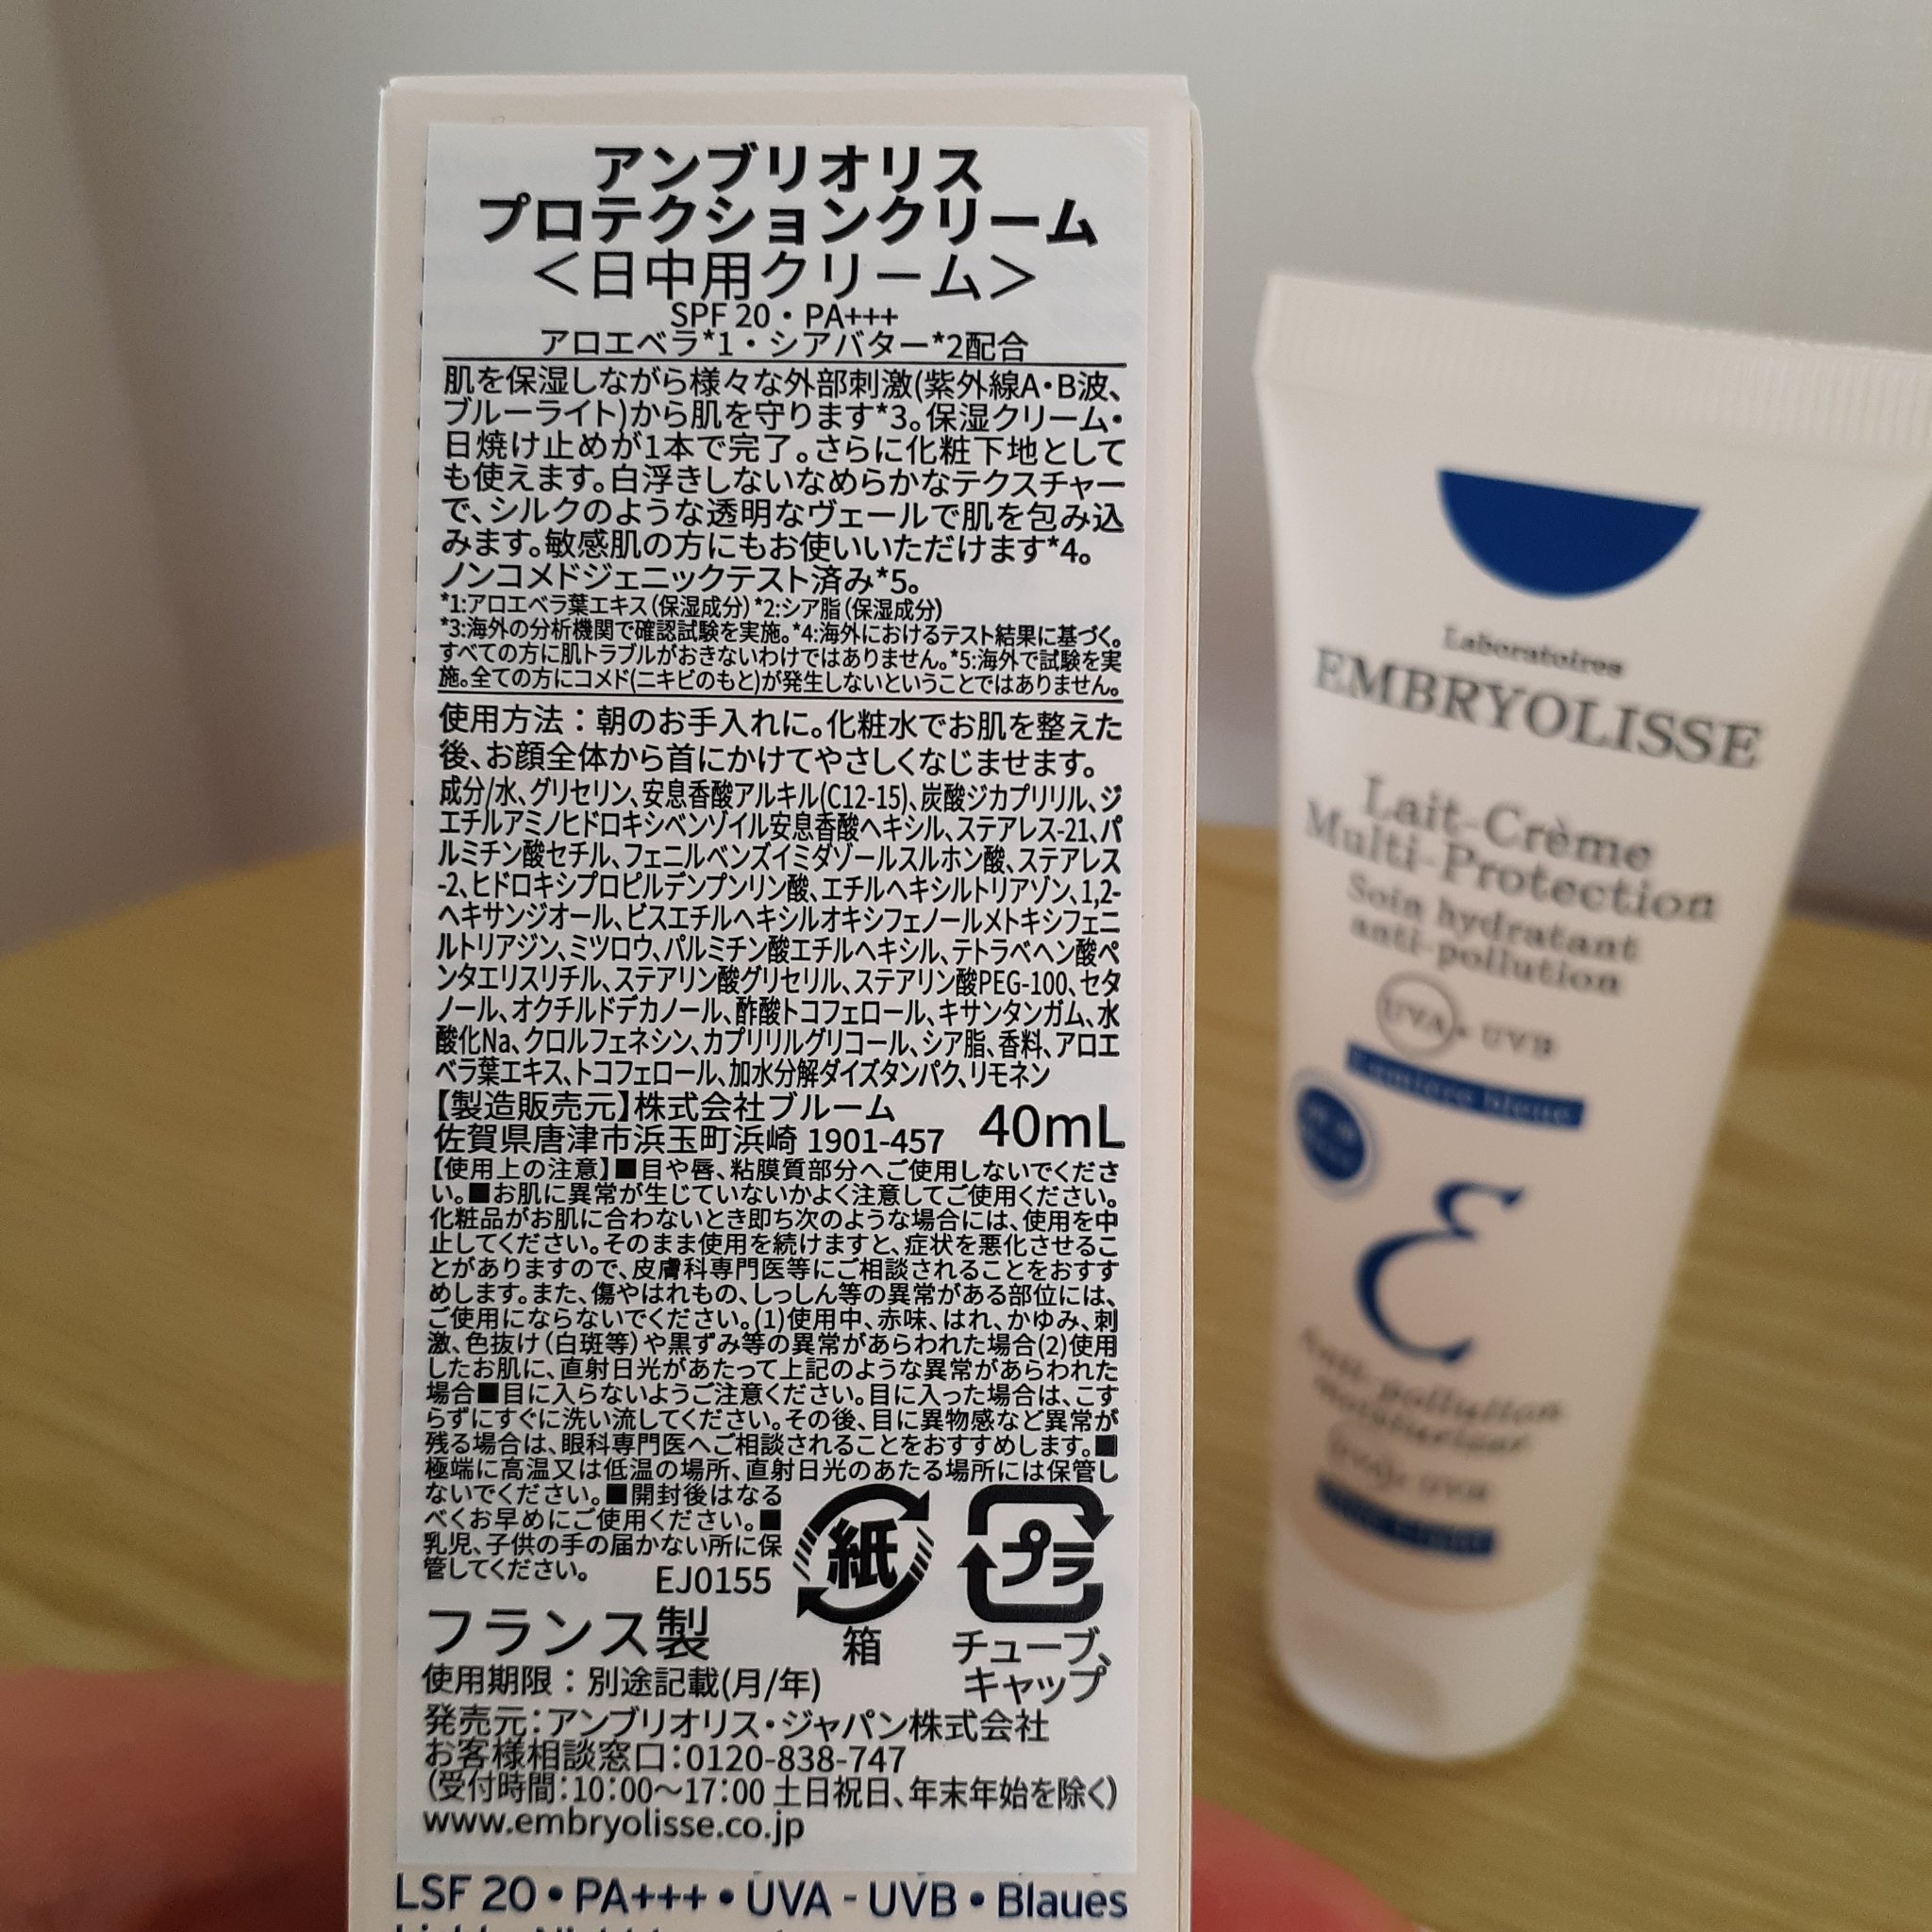 アンブリオリス
プロテクションクリーム
＜日中用クリーム＞
SPF 20・PA+++
アロエベラ*1・シアバター*2配合
肌を保湿しながら様々な外部刺激(紫外線A・B波、
ブルーライト)から肌を守ります*3。保湿クリーム・
日焼け止めが1本で完了。さらに化粧下地として
も使えます。白浮きしないなめらかなテクスチャー
で、シルクのような透明なヴェールで肌を包み込
みます。敏感肌の方にもお使いいただけます*4。
ノンコメドジェニックテスト済み*5。
*1:アロエベラ葉エキス（保湿成分）*2:シア脂（保湿成分）
*3:海外の分析機関で確認試験を実施。*4:海外におけるテスト結果に基づく。
すべての方に肌トラブルがおきないわけではありません。*5:海外で試験を実
施。全ての方にコメド(ニキビのもと)が発生しないということではありません。
使用方法：朝のお手入れに。化粧水でお肌を整えた
後、お顔全体から首にかけてやさしくなじませます。
成分/水、グリセリン、安息香酸アルキル(C12-15)、炭酸ジカプリリル、ジ
エチルアミノヒドロキシベンゾイル安息香酸ヘキシル、ステアレス-21、パ
ルミチン酸セチル、フェニルベンズイミダゾールスルホン酸、ステアレス
-2、ヒドロキシプロピルデンプンリン酸、エチルヘキシルトリアゾン、1,2-
ヘキサンジオール、ビスエチルヘキシルオキシフェノールメトキシフェニ
ルトリアジン、ミツロウ、パルミチン酸エチルヘキシル、テトラベヘン酸ペ
ンタエリスリチル、ステアリン酸グリセリル、ステアリン酸PEG-100、セタ
ノール、オクチルドデカノール、酢酸トコフェロール、キサンタンガム、水
酸化Na、クロルフェネシン、カプリリルグリコール、シア脂、香料、アロエ
ベラ葉エキス、トコフェロール、加水分解ダイズタンパク、リモネン
【製造販売元】株式会社ブルーム
佐賀県唐津市浜玉町浜崎 1901-457 40mL
【使用上の注意】■目や唇、粘膜質部分へご使用しないでくださ
い。■お肌に異常が生じていないかよく注意してご使用ください。
化粧品がお肌に合わないとき即ち次のような場合には、使用を中
止してください。そのまま使用を続けますと、症状を悪化させるこ
とがありますので、皮膚科専門医等にご相談されることをおすす
めします。また、傷やはれもの、しっしん等の異常がある部位には、
ご使用にならないでください。(1)使用中、赤味、はれ、かゆみ、刺
激、色抜け（白斑等）や黒ずみ等の異常があらわれた場合(2)使用
したお肌に、直射日光があたって上記のような異常があらわれた
場合■目に入らないようご注意ください。目に入った場合は、こす
らずにすぐに洗い流してください。その後、目に異物感など異常が
残る場合は、眼科専門医へご相談されることをおすすめします。■
極端に高温又は低温の場所、直射日光のあたる場所には保管し
ないでください。■開封後はなる
べくお早めにご使用ください。■
乳児、子供の手の届かない所に保
管してください。
EJ0155
紙
箱
プラ
チューブ、
キャップ
フランス製
使用期限：別途記載(月/年)
発売元：アンブリオリス・ジャパン株式会社
お客様相談窓口：0120-838-747
（受付時間：10：00～17：00 土日祝日、年末年始を除く）
www.embryolisse.co.jp
LSF 20 • PA+++ • UVA - UVB • Blaues
Laboratoires
EMBRYOLISSE
Lait-Crème
Multi-Protection
Soin hydratant
anti-pollution
UVA • UVB
Lumière bleue
ε
Anti-pollution
moisturizer